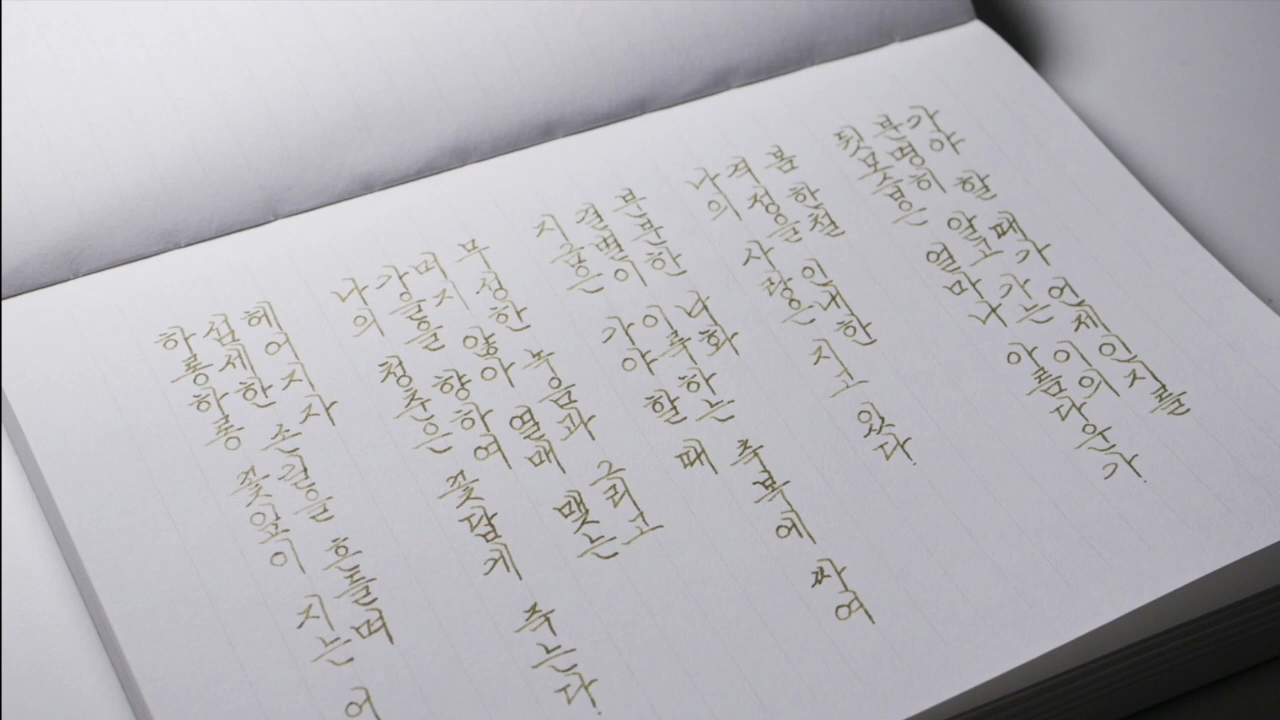 가야 할 때가 언제인지를
분명히 알고 가는 이의
뒷모습은 얼마나 아름다운가.
봄 한철
격정을 인내한
나의 사랑은 지고 있다.
분분한 낙화
결별이 이룩하는 축복에 싸여
지금은 가야 할 때
무성한 녹음과 그리고
머지 않아 열매 맺는
가을을 향하여
나의 청춘은 꽃답게 죽는다.
헤어지자
섬세한 손길을 흔들며
하롱하롱 꽃잎이 지는 어